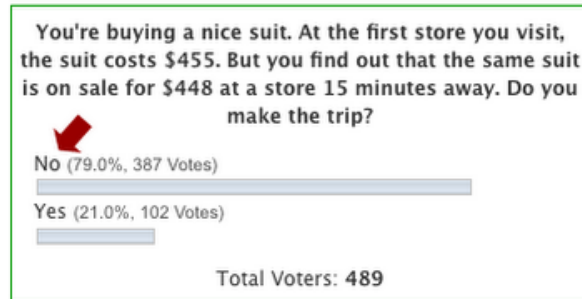 You're buying a nice suit. At the first store you visit,
the suit costs $455. But you find out that the same suit
is on sale for $448 at a store 15 minutes away. Do you
make the trip?
No (79.0%, 387 Votes)
Yes (21.0%, 102 Votes)
Total Voters: 489